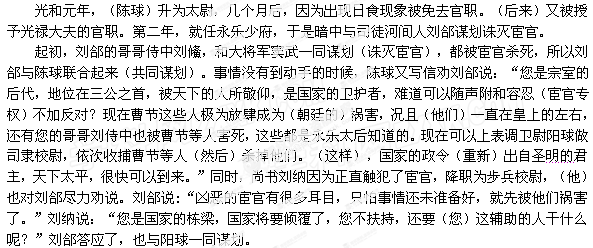 光和元年，（陈球）升为太尉，几个月后，因为出现日食现象被免去官职。（后来）又被授
予光禄大夫的官职。第二年，就任永乐少府，于是暗中与司徒河间人刘郃谋划诛灭宦官。
起初，刘郃的哥哥侍中刘鯈，和大将军窦武一同谋划（诛灭宦官），都被宦官杀死，所以刘
郃与陈球联合起来（共同谋划）。事情没有到动手的时候，陈球又写信劝刘郃说：“您是宗室的
后代，地位在三公之首，被天下的人所敬仰，是国家的卫护者，难道可以随声附和容忍（宦官专
权）不加反对？现在曹节这些人极为放肆成为（朝廷的）祸害，况且（他们）一直在皇上的左右，
还有您的哥哥刘侍中也被曹节等人害死，这些都是永乐太后知道的。现在可以上表调卫尉阳球做
司隶校尉，依次收捕曹节等人（然后）杀掉他们。（这样），国家的政令（重新）出自圣明的君
主，天下太平，很快可以到来。”同时，尚书刘纳因为正直触犯了宦官，降职为步兵校尉，（他）
也对刘郃尽力劝说。刘郃说：“凶恶的宦官有很多耳目，只怕事情还未准备好，就先被他们祸害
了。”刘纳说：“您是国家的栋梁，国家将要倾覆了，您不扶持，还要（您）这辅助的人干什么
呢？”刘郃答应了，也与阳球一同谋划。